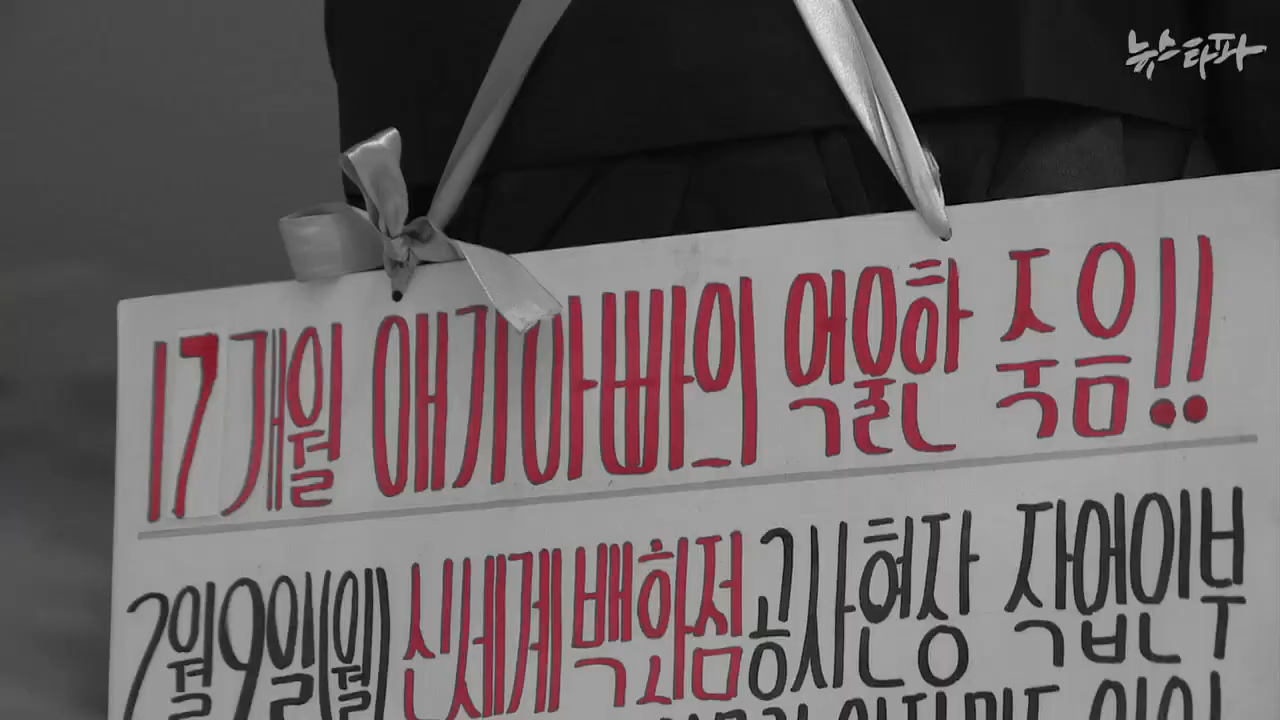 뉴스타파
17개월 애기아빠의 억울한 죽음!!
2월9일(월) 신세계백화점공사현장 작업인부